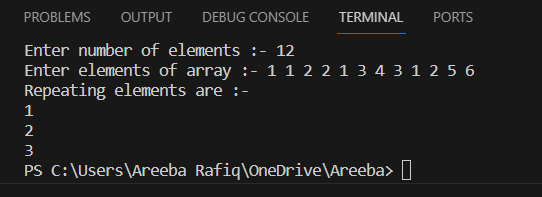 PROBLEMS OUTPUT DEBUG CONSOLE TERMINAL PORTS
Enter number of elements :- 12
Enter elements of array :- 1 1 2 2 1 3 4 3 1 2 5 6
Repeating elements are :-
1
2
3
PS C:\Users\Areeba Rafiq\OneDrive\Areeba>